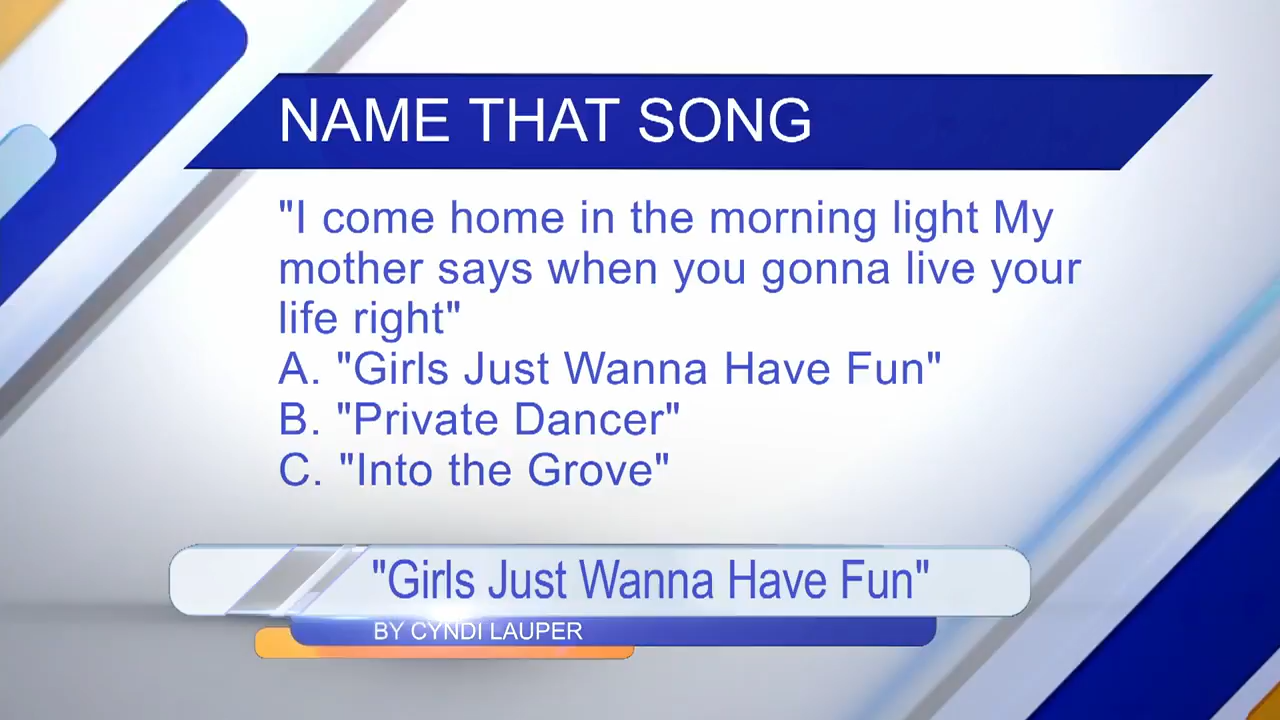 NAME THAT SONG
"I come home in the morning light My
mother says when you gonna live your
life right"
A. "Girls Just Wanna Have Fun"
B. "Private Dancer"
C. "Into the Grove"
"Girls Just Wanna Have Fun"
BY CYNDI LAUPER